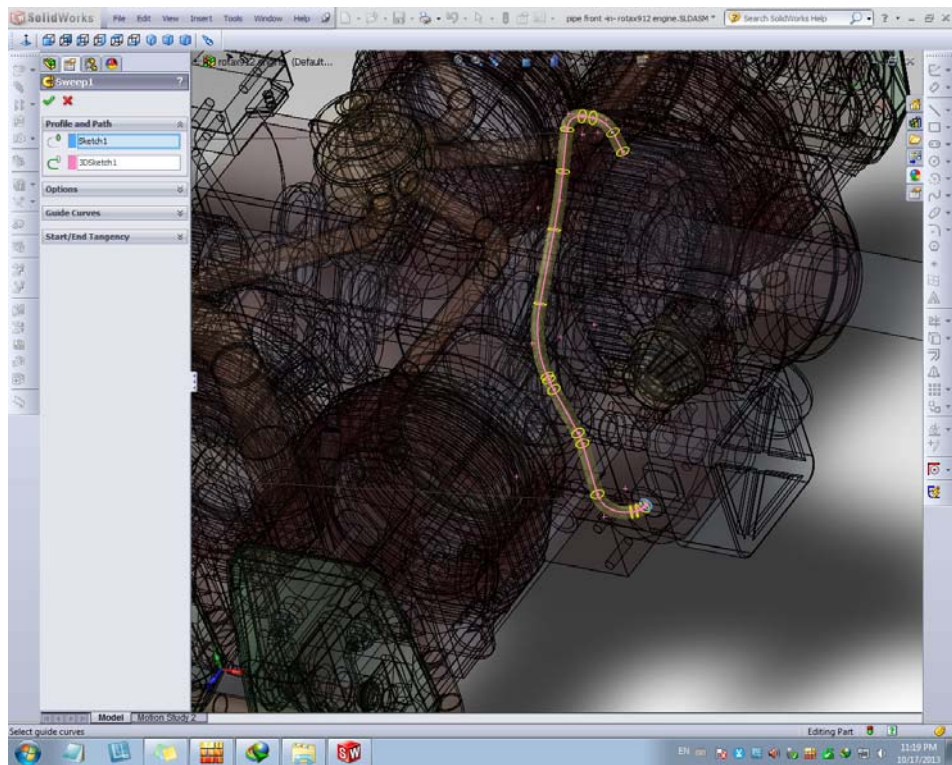 SolidWorks File Edit View Insert Tools Window Help pipe front -in- rotax912 engine.SLDASM * Search SolidWorks Help
Sweep1 ?
Profile and Path
Sketch1
3DSketch1
Options
Guide Curves
Start/End Tangency
(Default...
Model Motion Study 2
Select guide curves Editing Part
EN 11:19 PM
10/17/2013